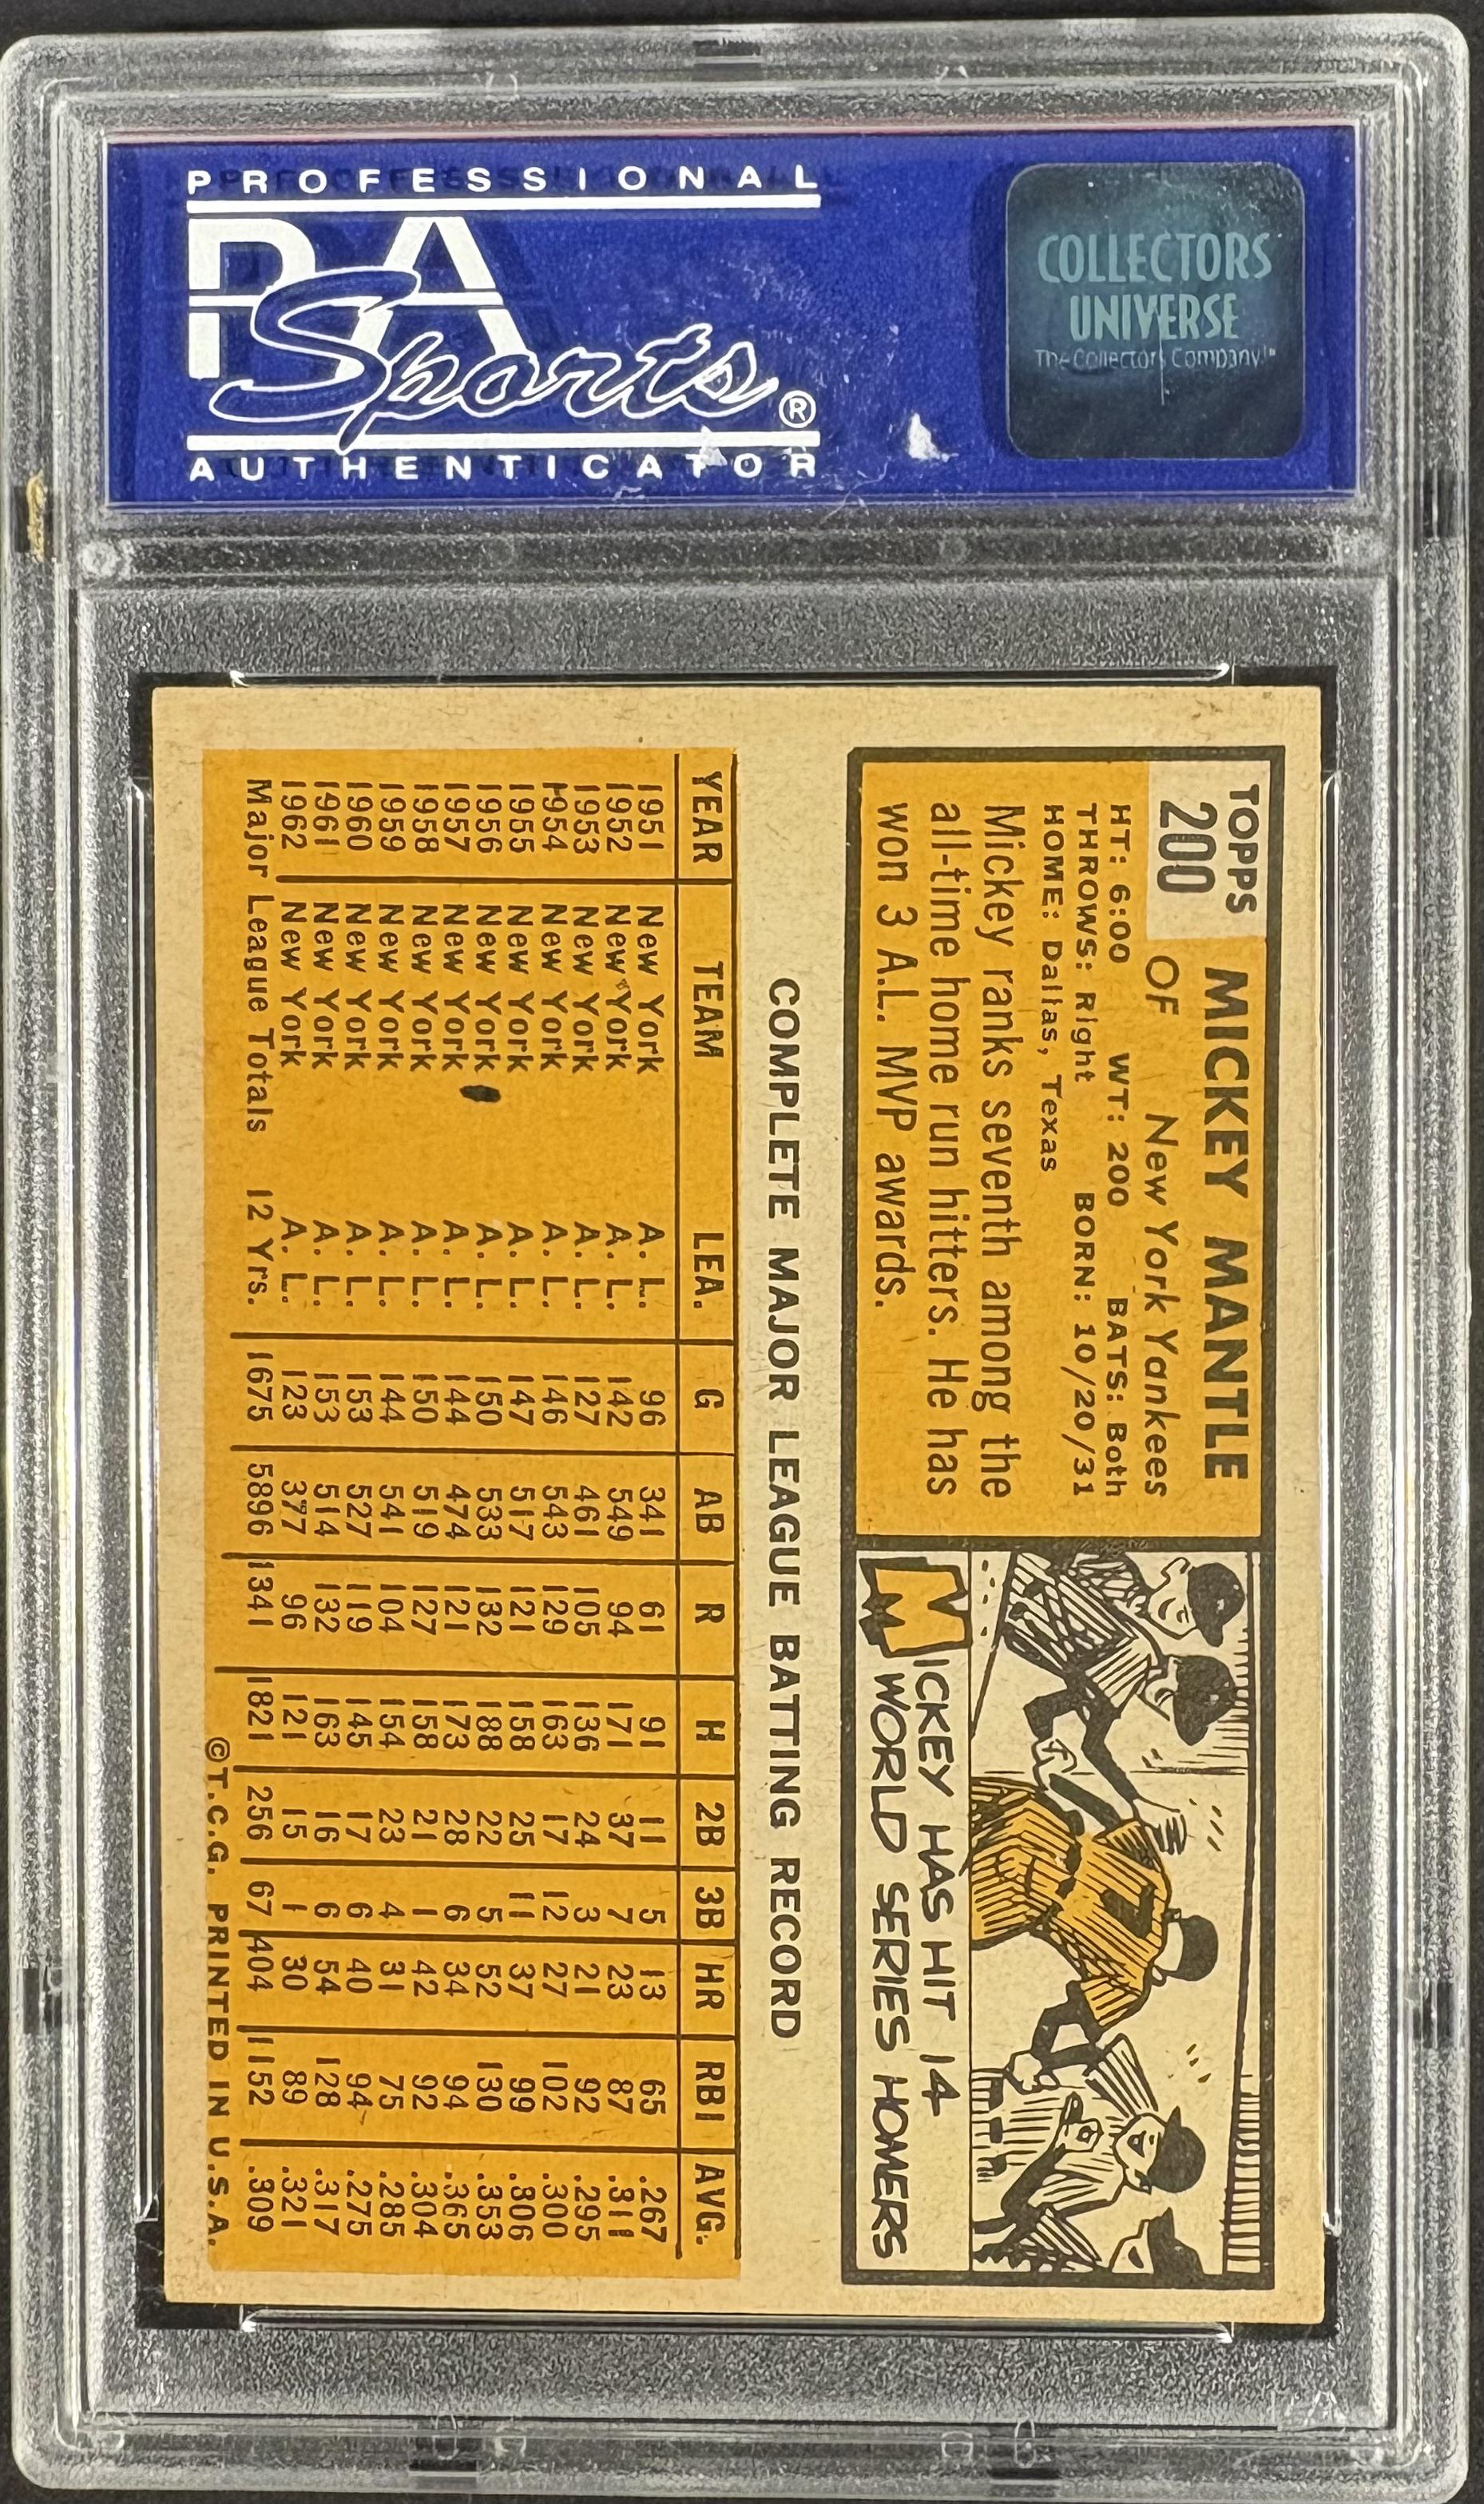 PROFESSIONAL
PSA
Sports®
AUTHENTICATOR
COLLECTORS
UNIVERSE
The Collectors Company!™
TOPPS
200
MICKEY MANTLE
OF New York Yankees
HT: 6:00 WT: 200 BATS: Both
THROWS: Right BORN: 10/20/31
HOME: Dallas, Texas
Mickey ranks seventh among the
all-time home run hitters. He has
won 3 A.L. MVP awards.
7
MICKEY HAS HIT 14
WORLD SERIES HOMERS
COMPLETE MAJOR LEAGUE BATTING RECORD
YEAR TEAM LEA. G AB R H 2B 3B HR RBI AVG.
1951 New York A. L. 96 341 61 91 11 5 13 65 .267
1952 New York A. L. 142 549 94 171 37 7 23 87 .311
1953 New York A. L. 127 461 105 136 24 3 21 92 .295
1954 New York A. L. 146 543 129 163 17 12 27 102 .300
1955 New York A. L. 147 517 121 158 25 11 37 99 .306
1956 New York A. L. 150 533 132 188 22 5 52 130 .353
1957 New York A. L. 144 474 121 173 28 6 34 94 .365
1958 New York A. L. 150 519 127 158 21 1 42 92 .304
1959 New York A. L. 144 541 104 154 23 4 31 75 .285
1960 New York A. L. 153 527 119 145 17 6 40 94 .275
1961 New York A. L. 153 514 132 163 16 6 54 128 .317
1962 New York A. L. 123 377 96 121 15 1 30 89 .321
Major League Totals 12 Yrs. 1675 5896 1341 1821 256 67 404 1152 .309
©T.C.G. PRINTED IN U.S.A.